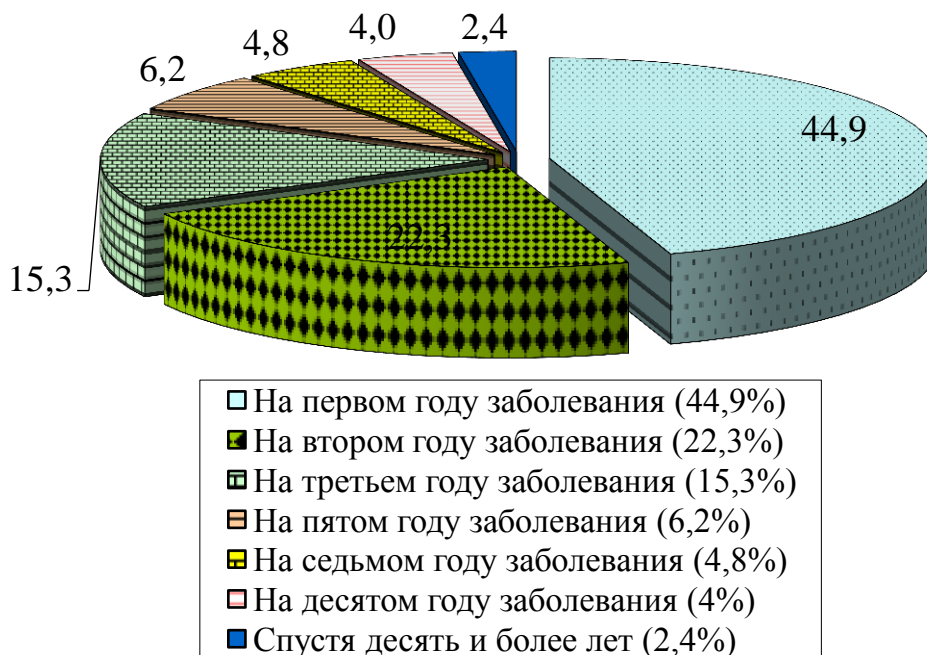 2,4
4,0
4,8
6,2
44,9
22,3
15,3
На первом году заболевания (44,9%)
На втором году заболевания (22,3%)
На третьем году заболевания (15,3%)
На пятом году заболевания (6,2%)
На седьмом году заболевания (4,8%)
На десятом году заболевания (4%)
Спустя десять и более лет (2,4%)